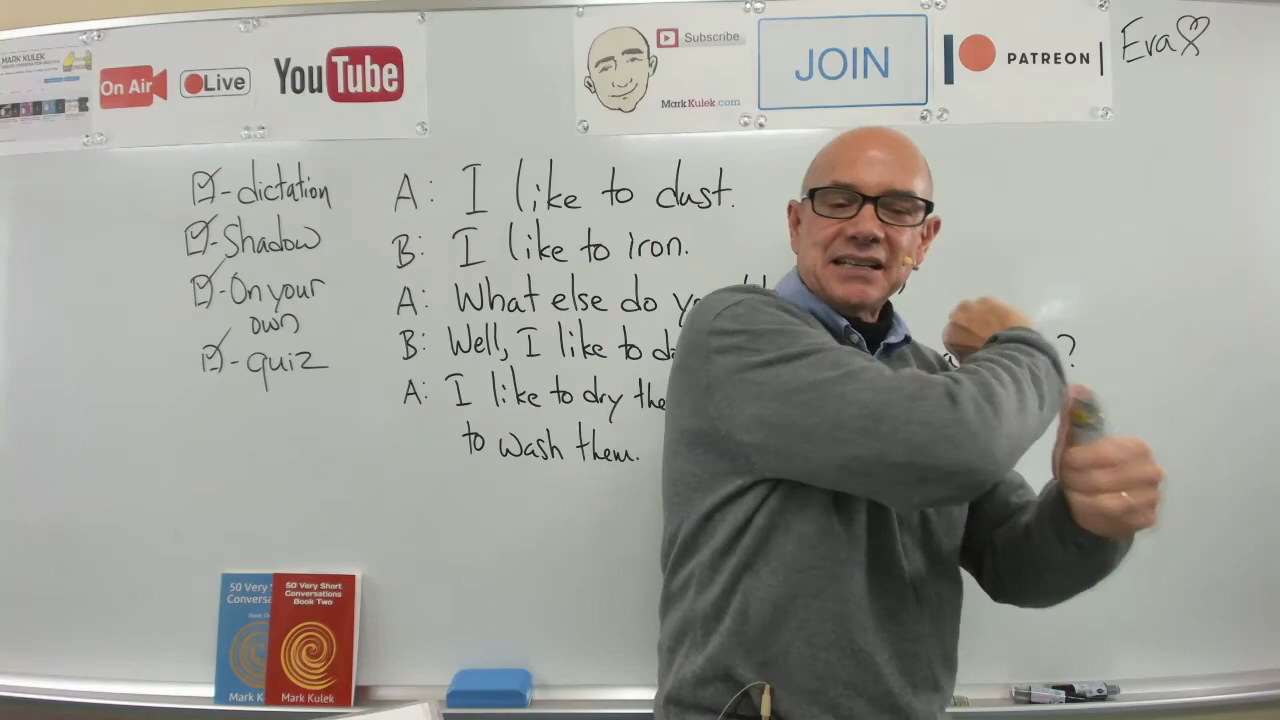 MARK KULEK
On Air
Live
YouTube
Subscribe
MarkKulek.com
JOIN
PATREON
Eva
- dictation
- Shadow
- On your
own
- quiz
A: I like to dust.
B: I like to iron.
A: What else do
B: Well, I like to
A: I like to dry
to wash them.
?
50 Very
Mark
50 Very Short
Conversations
Book Two
Mark Kulek